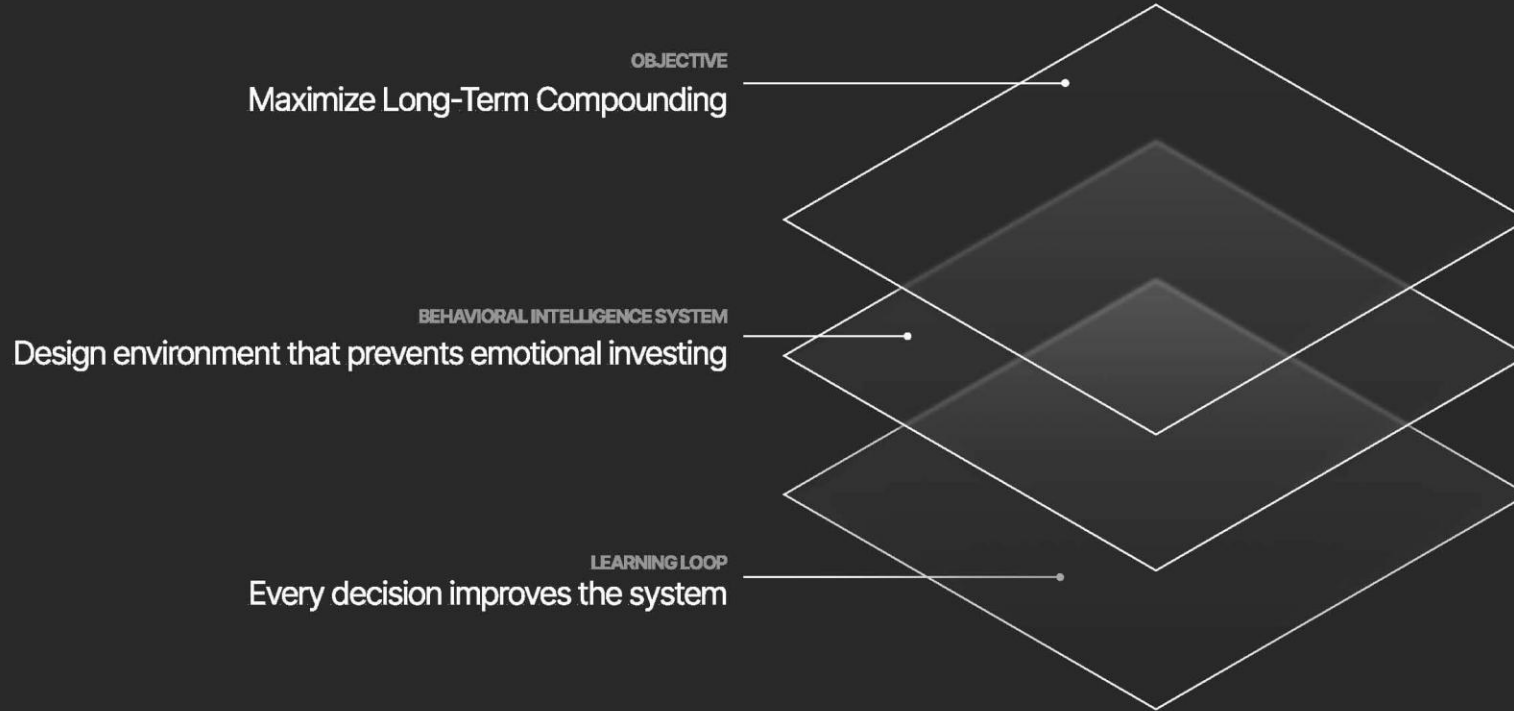 OBJECTIVE
Maximize Long-Term Compounding
BEHAVIORAL INTELLIGENCE SYSTEM
Design environment that prevents emotional investing
LEARNING LOOP
Every decision improves the system